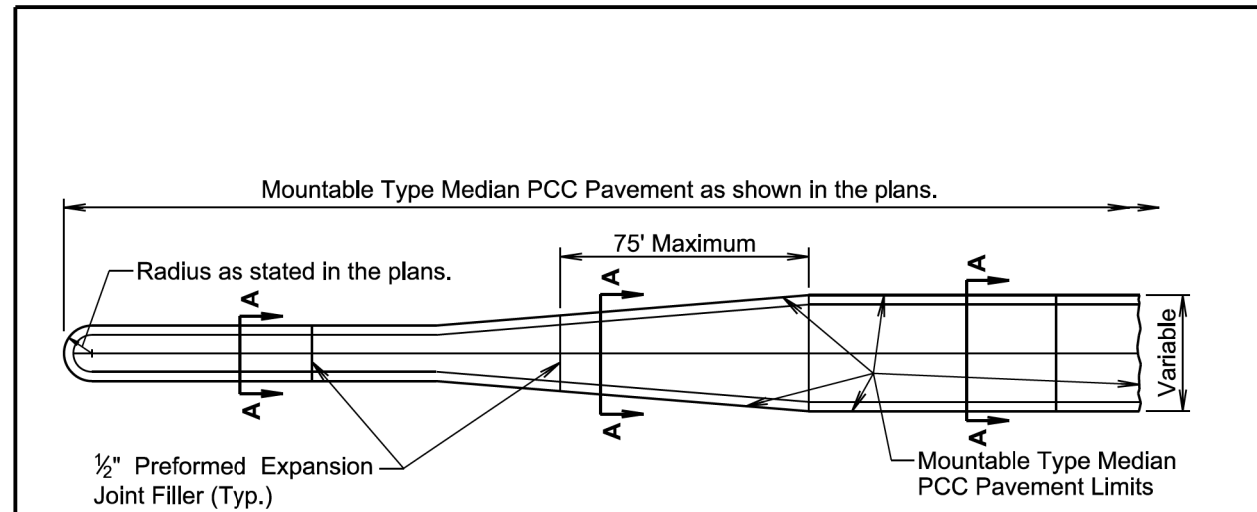 Mountable Type Median PCC Pavement as shown in the plans.
75' Maximum
Radius as stated in the plans.
A
A
A
A
A
A
Variable
½" Preformed Expansion
Joint Filler (Typ.)
Mountable Type Median
PCC Pavement Limits